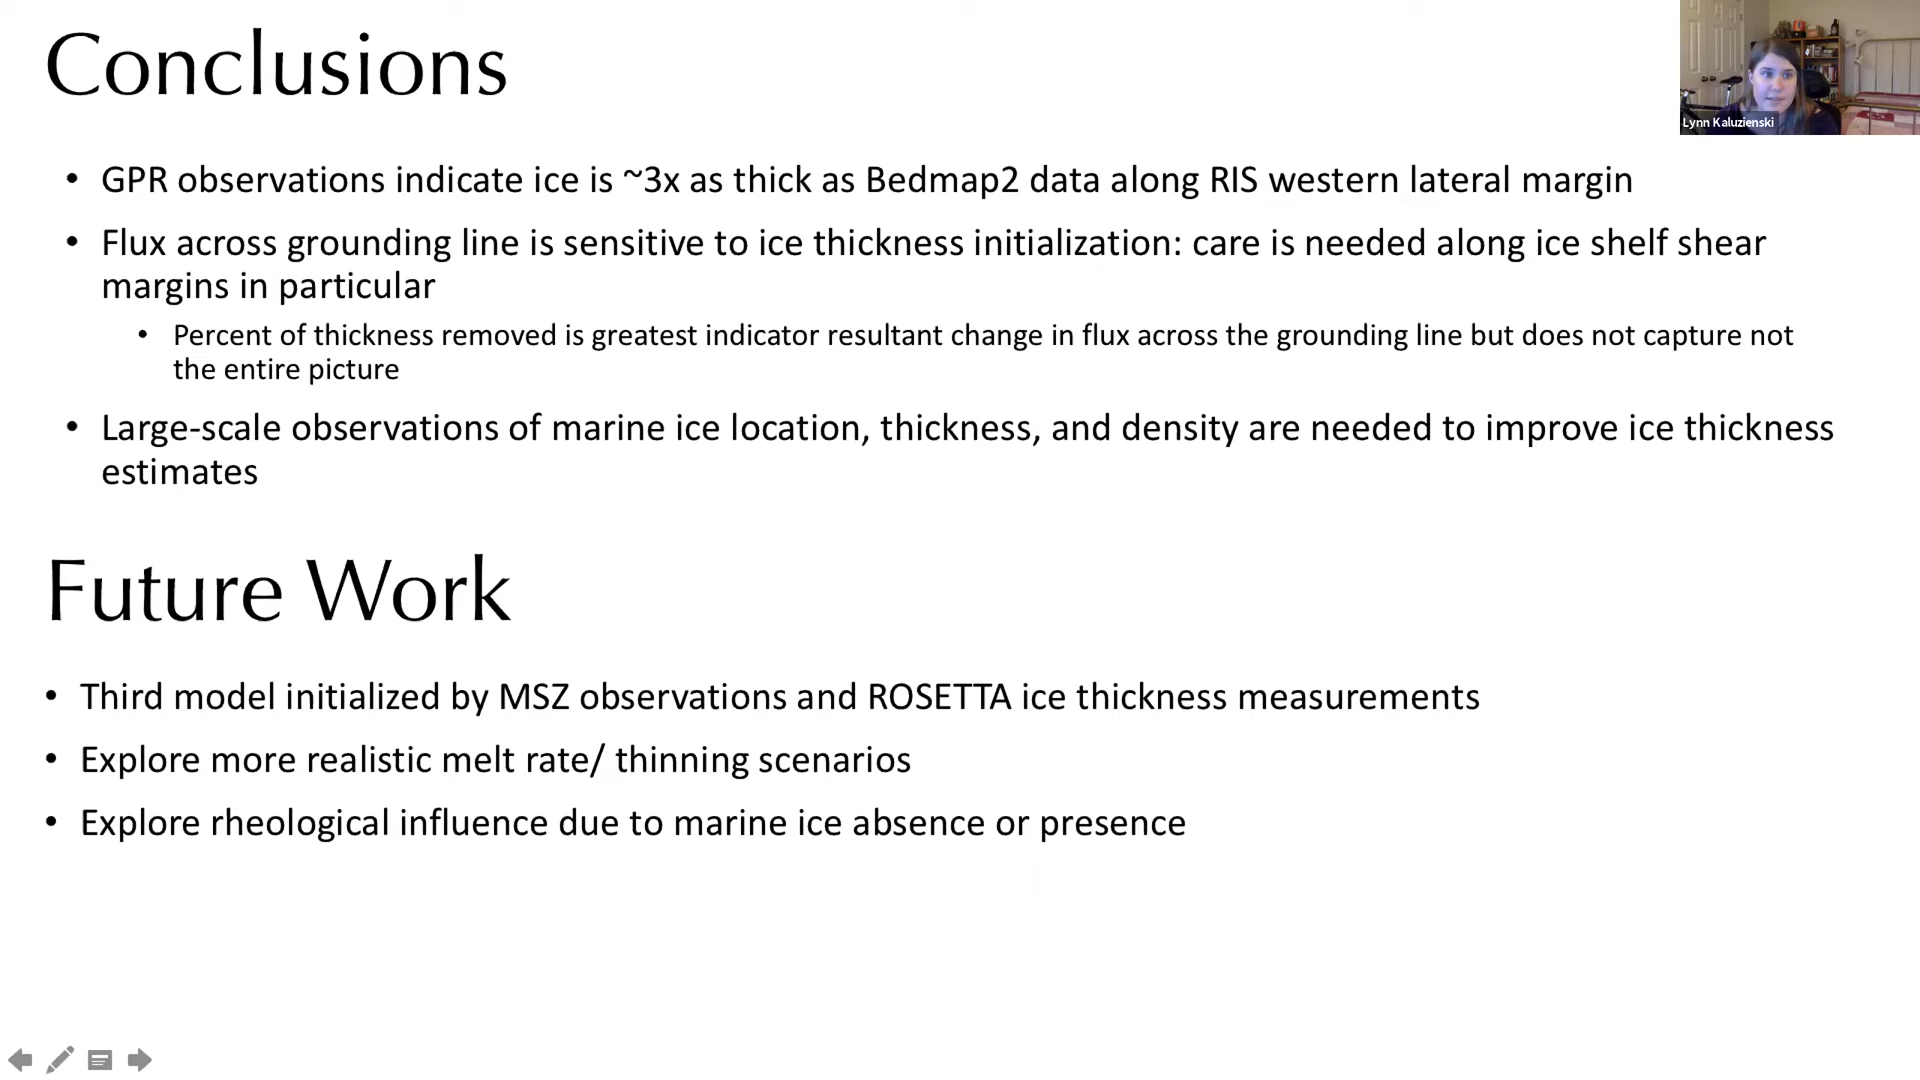 Conclusions
Lynn Kaluzienski
• GPR observations indicate ice is ~3x as thick as Bedmap2 data along RIS western lateral margin
• Flux across grounding line is sensitive to ice thickness initialization: care is needed along ice shelf shear
margins in particular
• Percent of thickness removed is greatest indicator resultant change in flux across the grounding line but does not capture not
the entire picture
• Large-scale observations of marine ice location, thickness, and density are needed to improve ice thickness
estimates
Future Work
• Third model initialized by MSZ observations and ROSETTA ice thickness measurements
• Explore more realistic melt rate/ thinning scenarios
• Explore rheological influence due to marine ice absence or presence